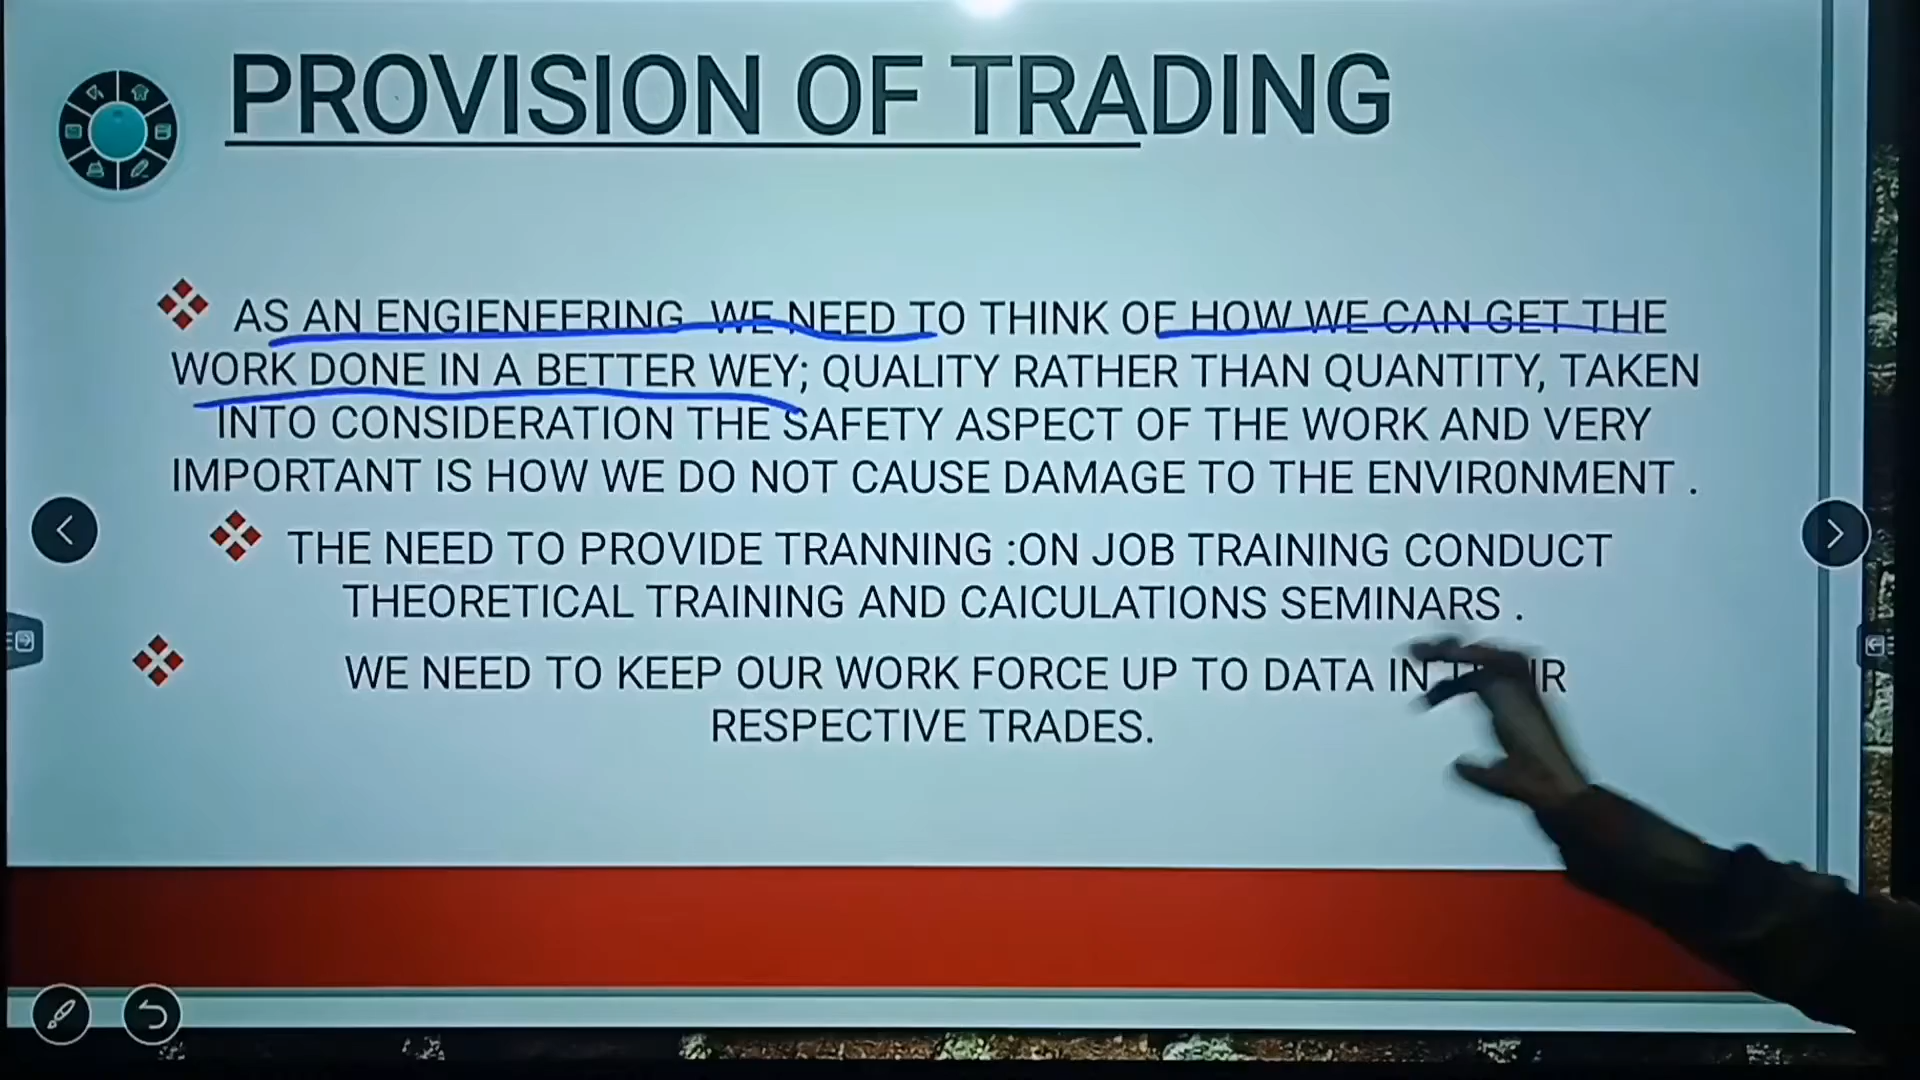 PROVISION OF TRADING
AS AN ENGIENEERING WE NEED TO THINK OF HOW WE CAN GET THE
WORK DONE IN A BETTER WEY; QUALITY RATHER THAN QUANTITY, TAKEN
INTO CONSIDERATION THE SAFETY ASPECT OF THE WORK AND VERY
IMPORTANT IS HOW WE DO NOT CAUSE DAMAGE TO THE ENVIR0NMENT .
THE NEED TO PROVIDE TRANNING :ON JOB TRAINING CONDUCT
THEORETICAL TRAINING AND CAICULATIONS SEMINARS .
WE NEED TO KEEP OUR WORK FORCE UP TO DATA IN
RESPECTIVE TRADES.